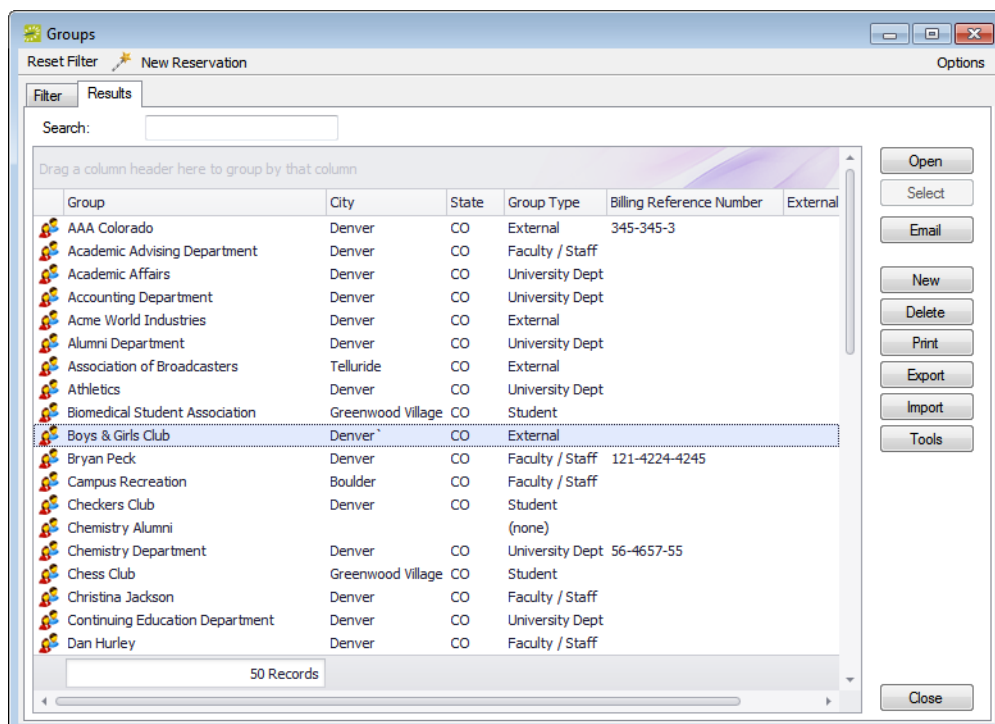 Groups
Reset Filter New Reservation Options
Filter Results
Search:
Drag a column header here to group by that column
Group City State Group Type Billing Reference Number External
AAA Colorado Denver CO External 345-345-3
Academic Advising Department Denver CO Faculty / Staff
Academic Affairs Denver CO University Dept
Accounting Department Denver CO University Dept
Acme World Industries Denver CO External
Alumni Department Denver CO University Dept
Association of Broadcasters Telluride CO External
Athletics Denver CO University Dept
Biomedical Student Association Greenwood Village CO Student
Boys & Girls Club Denver` CO External
Bryan Peck Denver CO Faculty / Staff 121-4224-4245
Campus Recreation Boulder CO Faculty / Staff
Checkers Club Denver CO Student
Chemistry Alumni (none)
Chemistry Department Denver CO University Dept 56-4657-55
Chess Club Greenwood Village CO Student
Christina Jackson Denver CO Faculty / Staff
Continuing Education Department Denver CO University Dept
Dan Hurley Denver CO Faculty / Staff
50 Records
Open
Select
Email
New
Delete
Print
Export
Import
Tools
Close